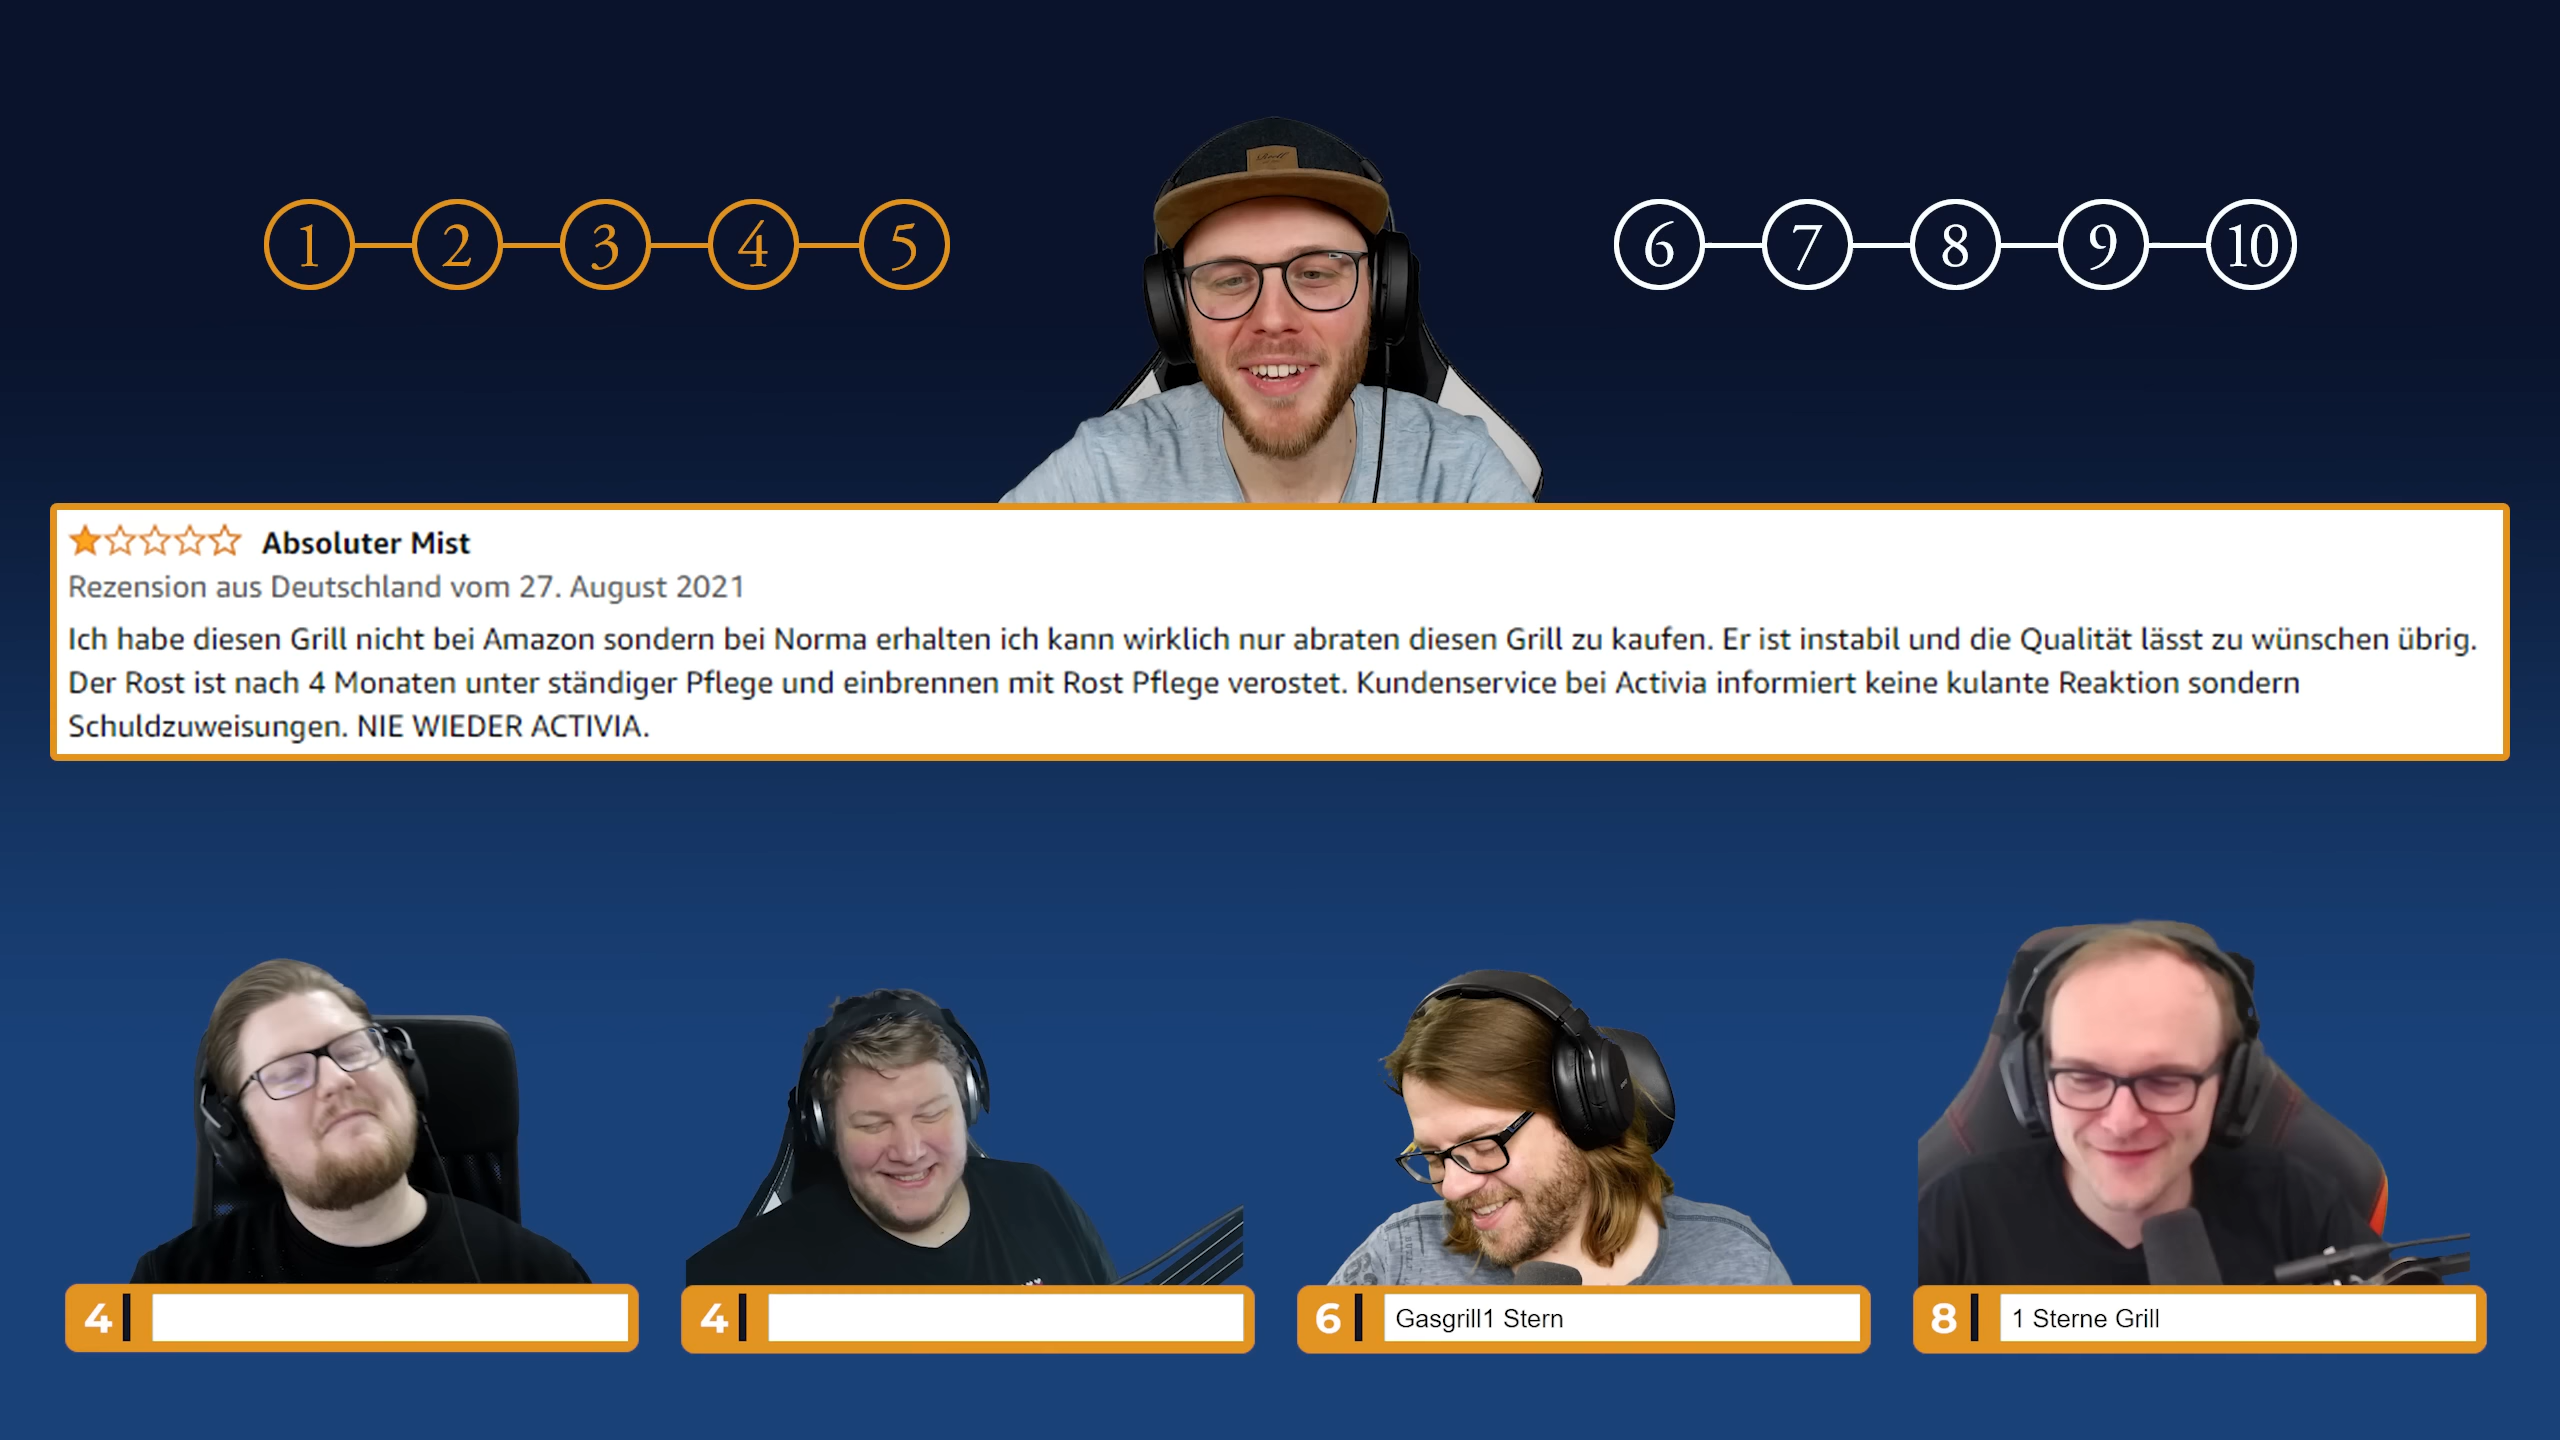 1 2 3 4 5
6 7 8 9 10
Absoluter Mist
Rezension aus Deutschland vom 27. August 2021
Ich habe diesen Grill nicht bei Amazon sondern bei Norma erhalten ich kann wirklich nur abraten diesen Grill zu kaufen. Er ist instabil und die Qualität lässt zu wünschen übrig.
Der Rost ist nach 4 Monaten unter ständiger Pflege und einbrennen mit Rost Pflege verostet. Kundenservice bei Activia informiert keine kulante Reaktion sondern
Schuldzuweisungen. NIE WIEDER ACTIVIA.
4
4
6 Gasgrill1 Stern
8 1 Sterne Grill